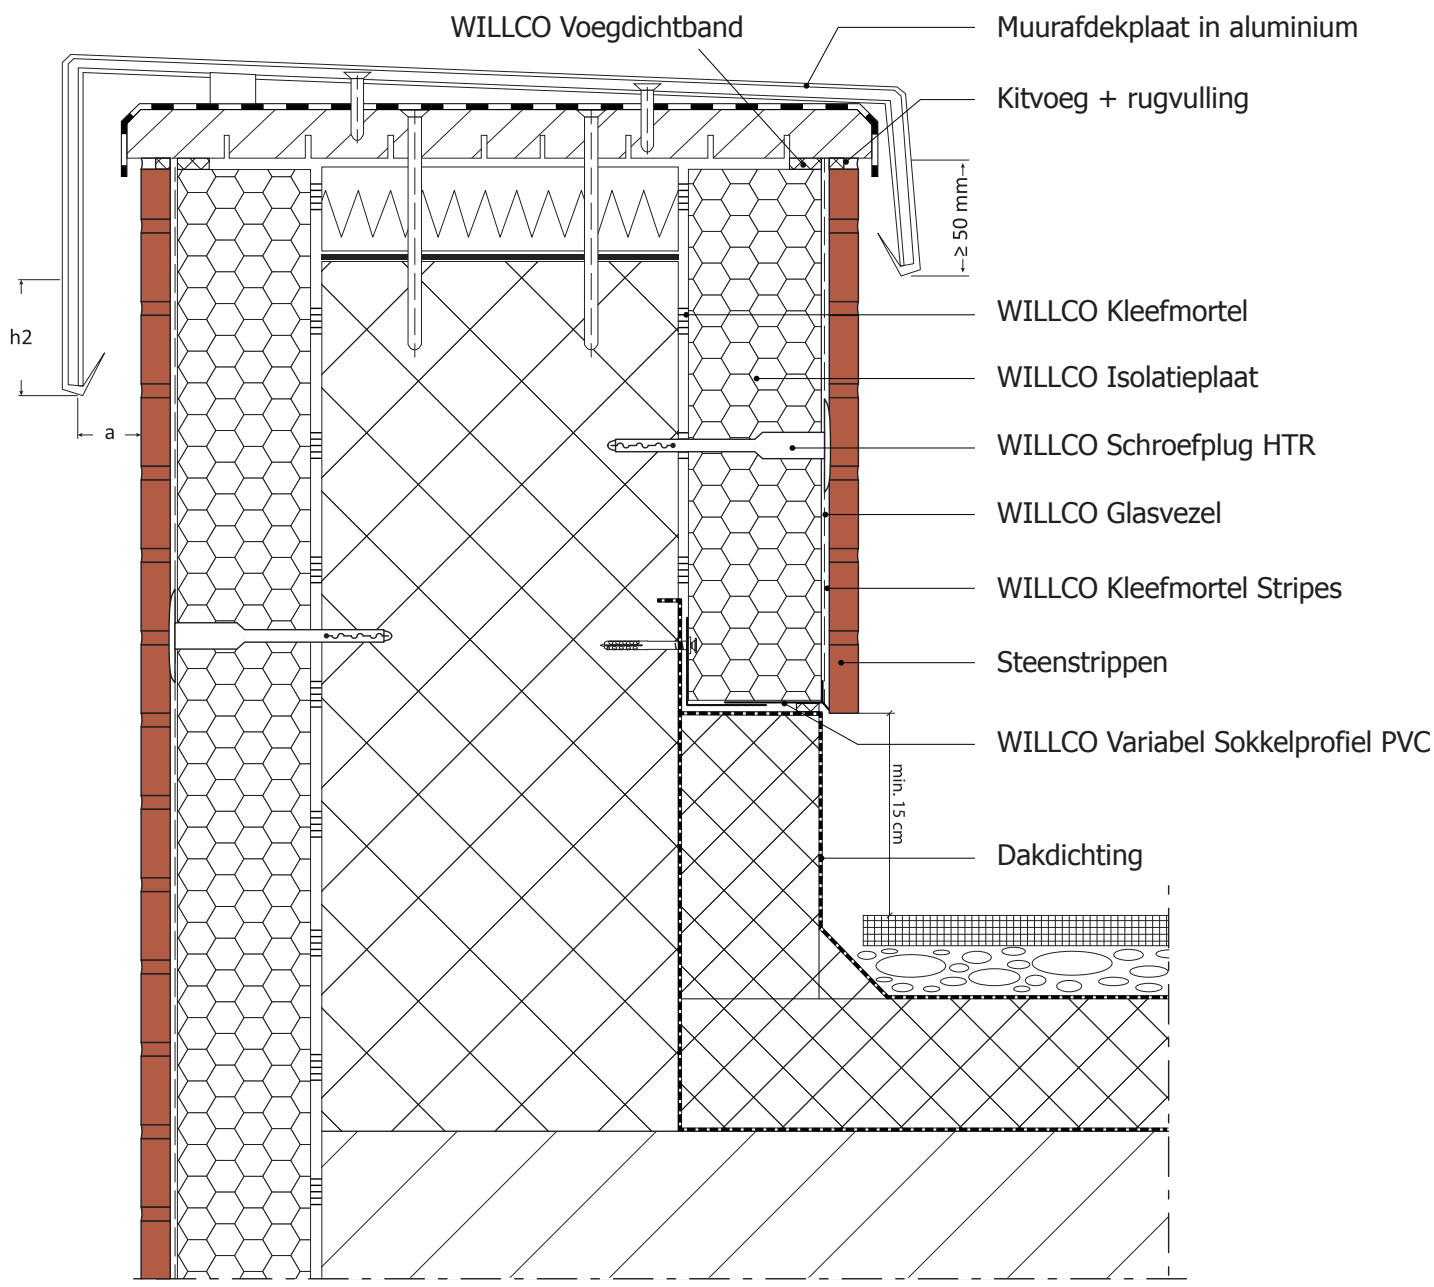 WILLCO Voegdichtband
Muurafdekplaat in aluminium
Kitvoeg + rugvulling
≥ 50 mm
h2
a
WILLCO Kleefmortel
WILLCO Isolatieplaat
WILLCO Schroefplug HTR
WILLCO Glasvezel
WILLCO Kleefmortel Stripes
Steenstrippen
WILLCO Variabel Sokkelprofiel PVC
min. 15 cm
Dakdichting